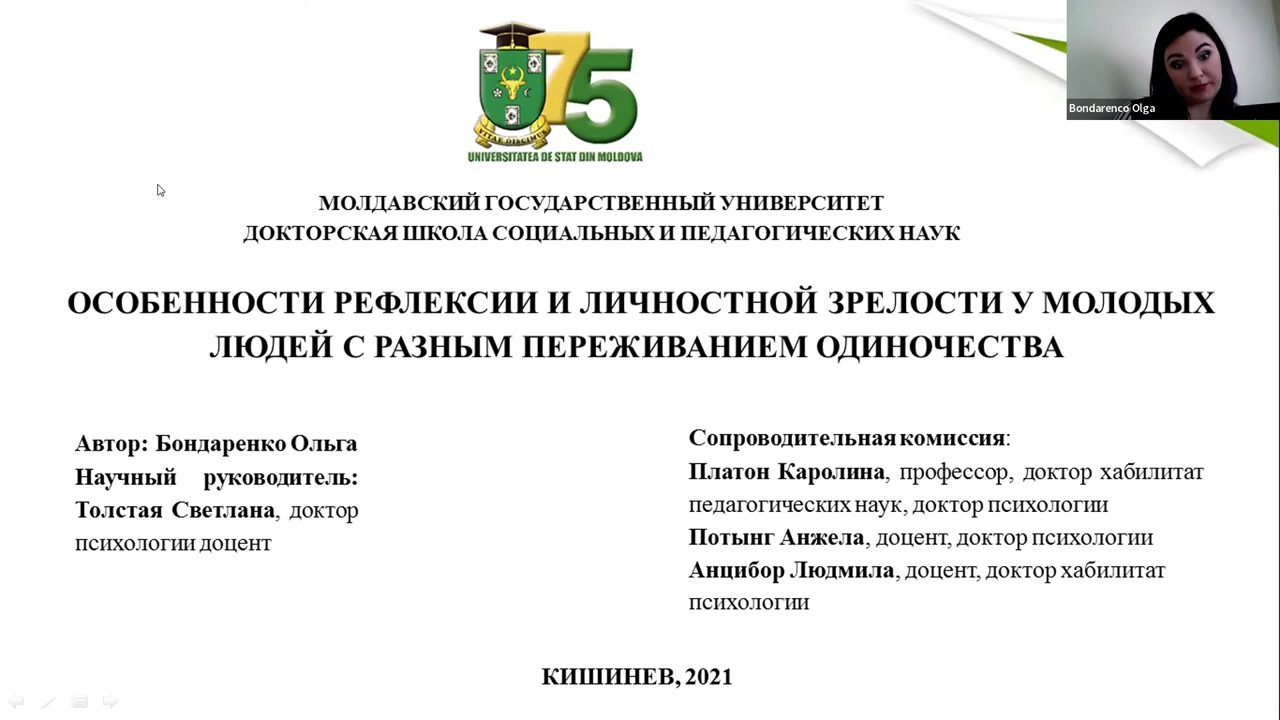 75
VITAE DISCIMUS
UNIVERSITATEA DE STAT DIN MOLDOVA
Bondarenco Olga
МОЛДАВСКИЙ ГОСУДАРСТВЕННЫЙ УНИВЕРСИТЕТ
ДОКТОРСКАЯ ШКОЛА СОЦИАЛЬНЫХ И ПЕДАГОГИЧЕСКИХ НАУК
ОСОБЕННОСТИ РЕФЛЕКСИИ И ЛИЧНОСТНОЙ ЗРЕЛОСТИ У МОЛОДЫХ
ЛЮДЕЙ С РАЗНЫМ ПЕРЕЖИВАНИЕМ ОДИНОЧЕСТВА
Автор: Бондаренко Ольга
Научный руководитель:
Толстая Светлана, доктор
психологии доцент
Сопроводительная комиссия:
Платон Каролина, профессор, доктор хабилитат
педагогических наук, доктор психологии
Потынг Анжела, доцент, доктор психологии
Анцибор Людмила, доцент, доктор хабилитат
психологии
КИШИНЕВ, 2021